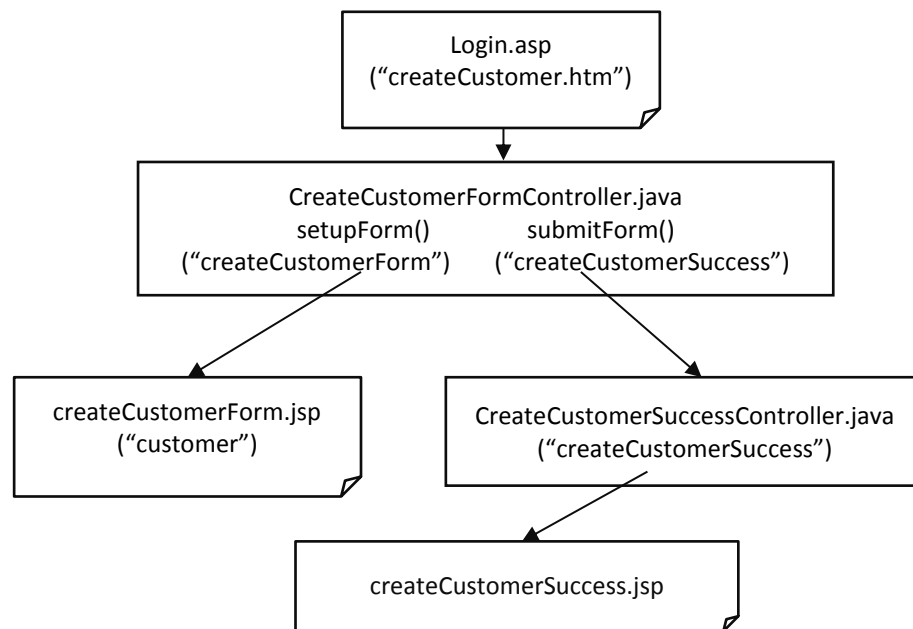 Login.asp
(“createCustomer.htm”)
CreateCustomerFormController.java
setupForm() submitForm()
(“createCustomerForm”) (“createCustomerSuccess”)
createCustomerForm.jsp
(“customer”)
CreateCustomerSuccessController.java
(“createCustomerSuccess”)
createCustomerSuccess.jsp